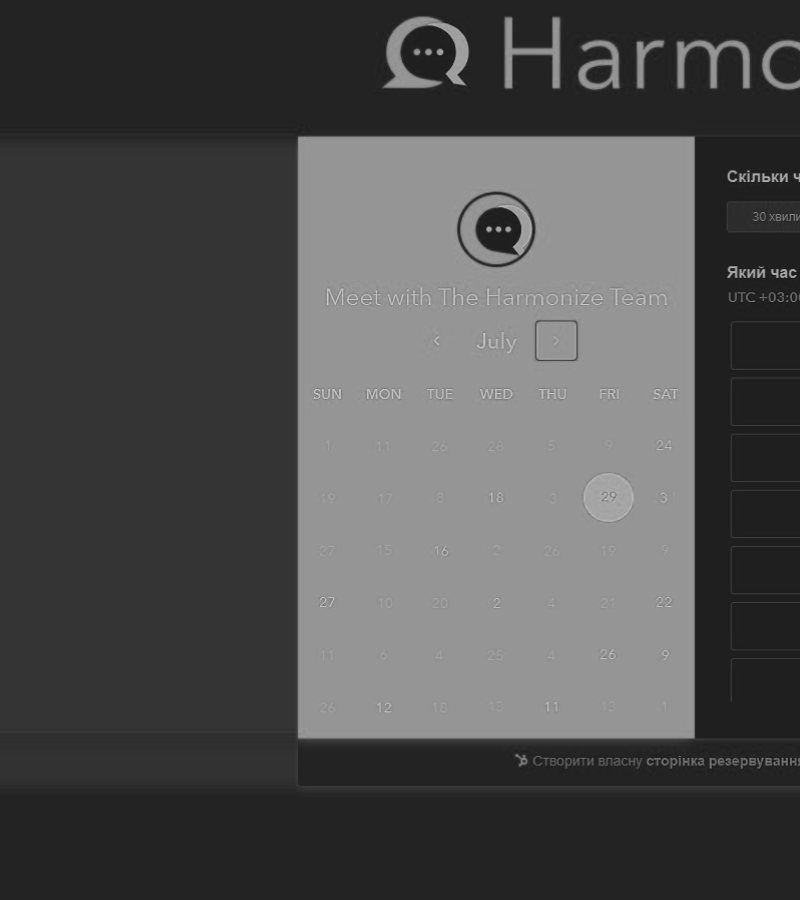 Harmo
Meet with The Harmonize Team
July
SUN MON TUE WED THU FRI SAT
1 11 26 28 5 9 24
19 17 8 18 3 29 3
27 15 16 2 26 19 9
27 10 20 2 4 21 22
11 6 4 25 4 26 9
26 12 18 13 11 13 1
Скільки ч
30 хвили
Який час
UTC +03:0
Створити власну сторінка резервування